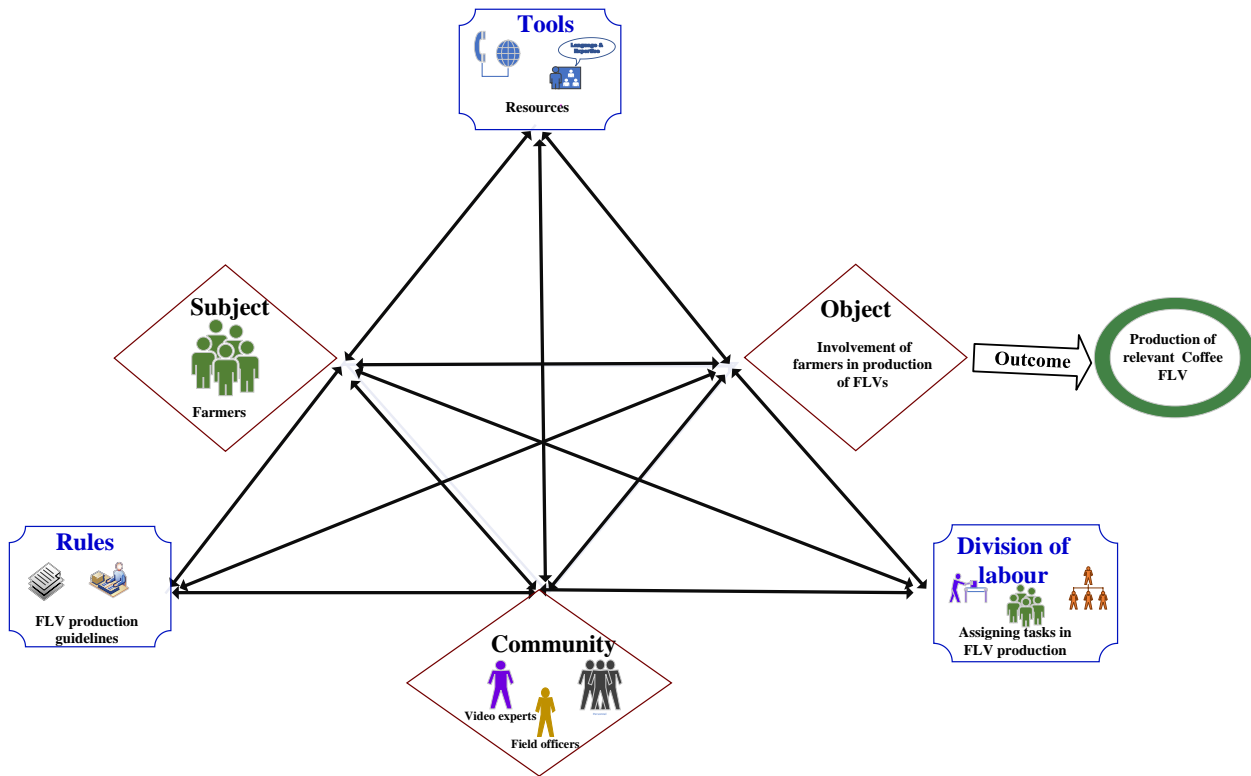 Tools
Language &
Expertise
Resources
Subject
Farmers
Object
Involvement of
farmers in production
of FLVs
Outcome
Production of
relevant Coffee
FLV
Rules
FLV production
guidelines
Community
Video experts
Field officers
Division of
labour
Assigning tasks in
FLV production